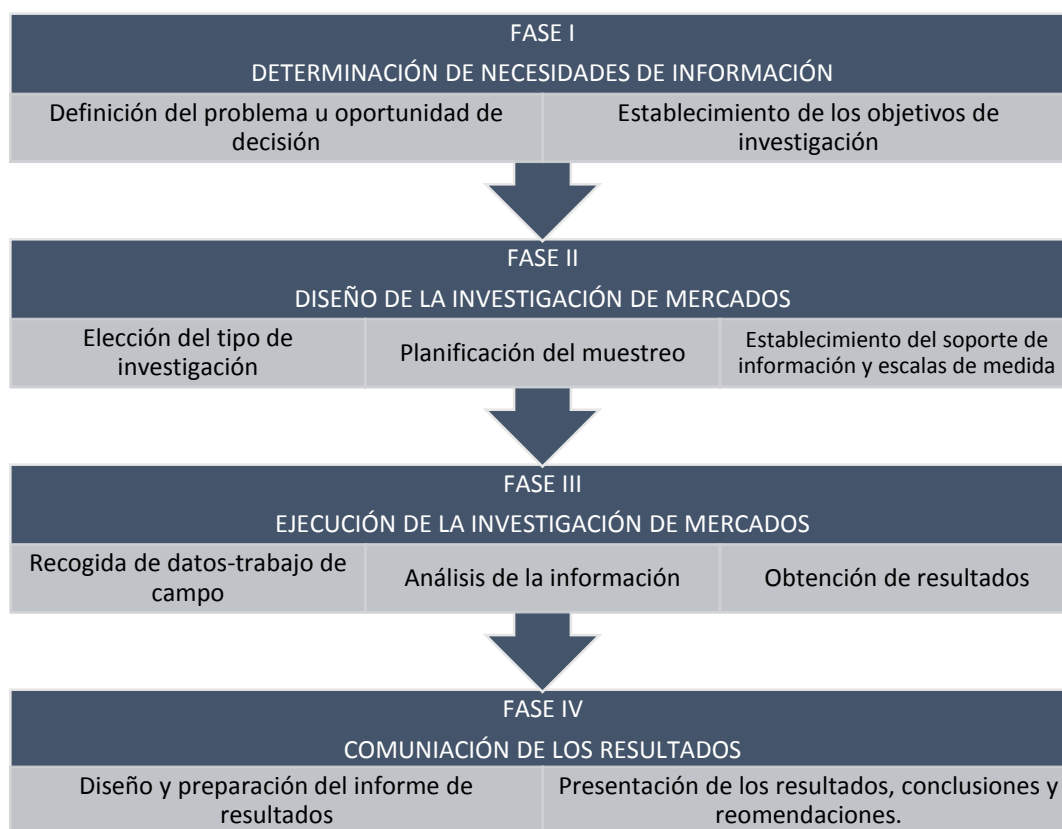 FASE I
DETERMINACIÓN DE NECESIDADES DE INFORMACIÓN
Definición del problema u oportunidad de
decisión
Establecimiento de los objetivos de
investigación
FASE II
DISEÑO DE LA INVESTIGACIÓN DE MERCADOS
Elección del tipo de
investigación
Planificación del muestreo
Establecimiento del soporte de
información y escalas de medida
FASE III
EJECUCIÓN DE LA INVESTIGACIÓN DE MERCADOS
Recogida de datos-trabajo de
campo
Análisis de la información
Obtención de resultados
FASE IV
COMUNIACIÓN DE LOS RESULTADOS
Diseño y preparación del informe de
resultados
Presentación de los resultados, conclusiones y
reomendaciones.